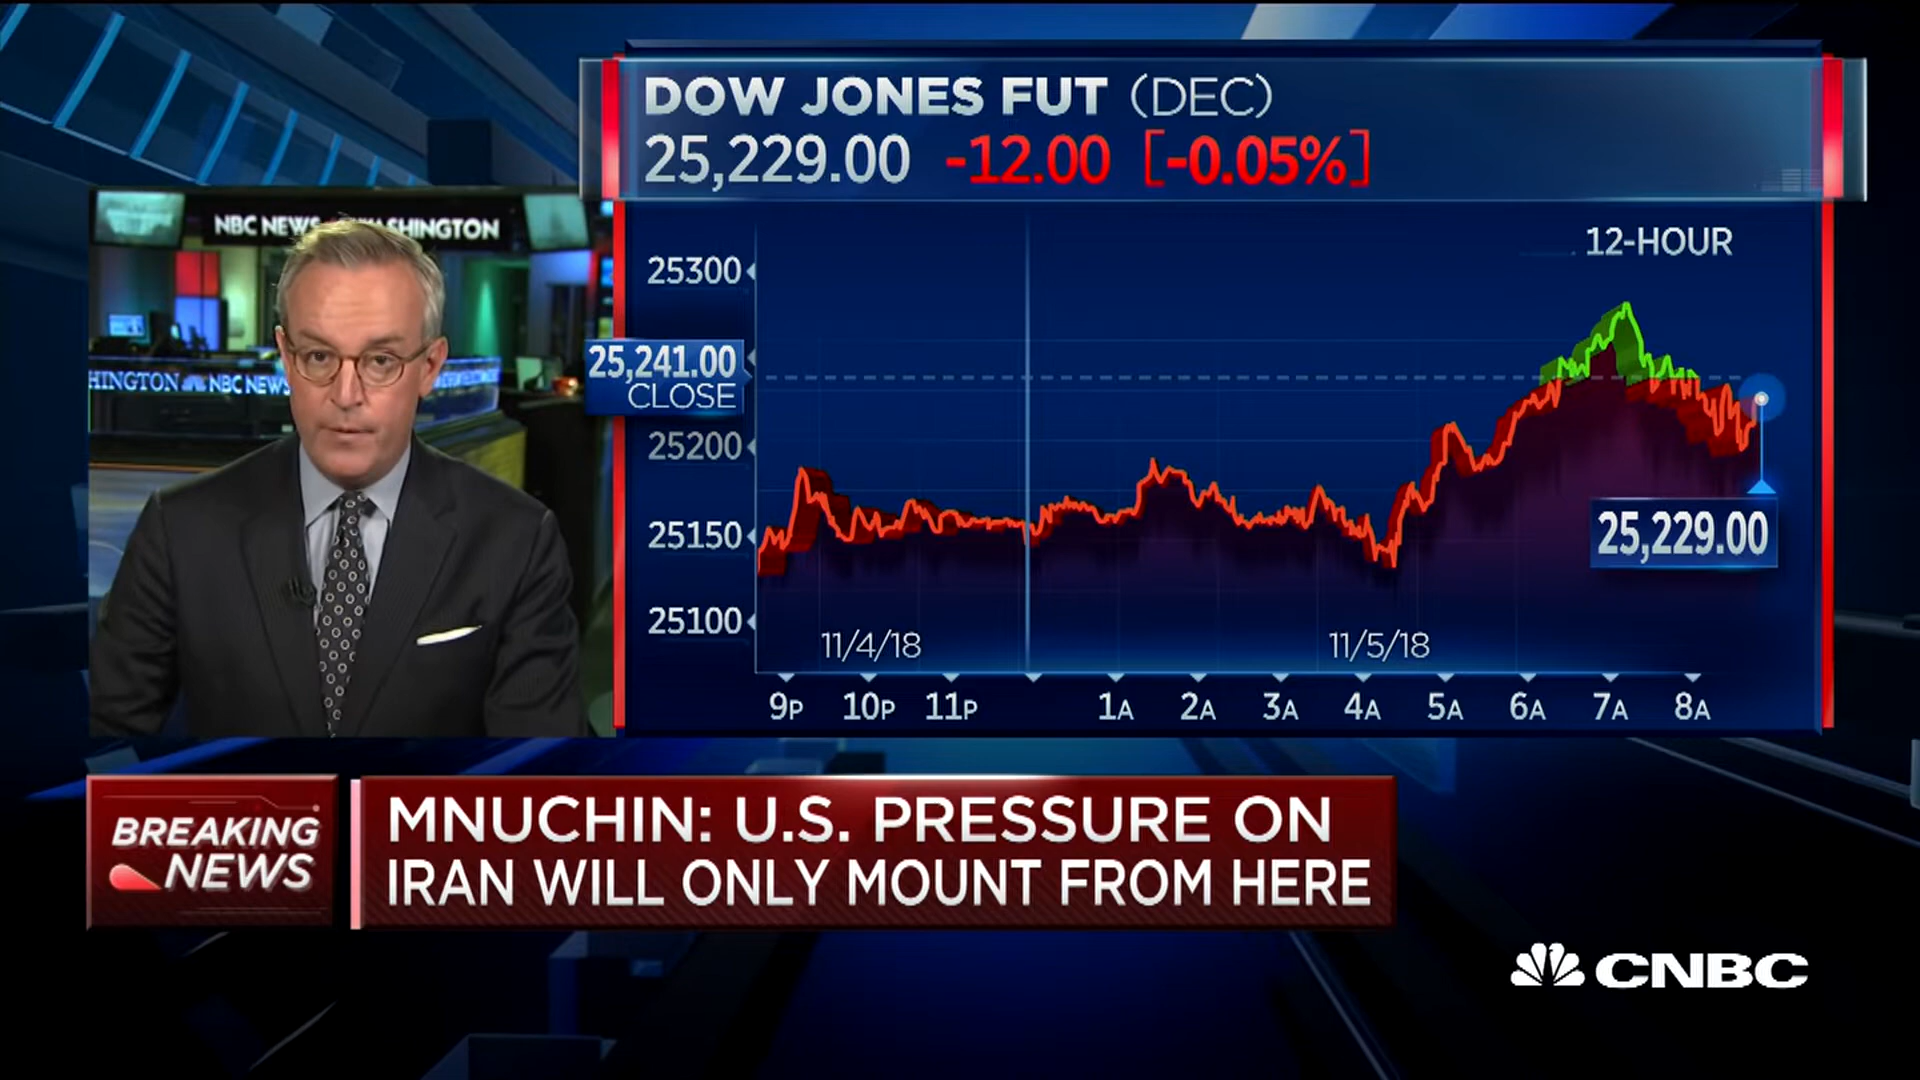 DOW JONES FUT (DEC)
25,229.00 -12.00 [-0.05%]
12-HOUR
25300
25,241.00
CLOSE
25200
25150
25100
11/4/18 11/5/18
25,229.00
9P 10P 11P 1A 2A 3A 4A 5A 6A 7A 8A
NBC NEWS WASHINGTON
HINGTON NBC NEWS
BREAKING
NEWS
MNUCHIN: U.S. PRESSURE ON
IRAN WILL ONLY MOUNT FROM HERE
CNBC